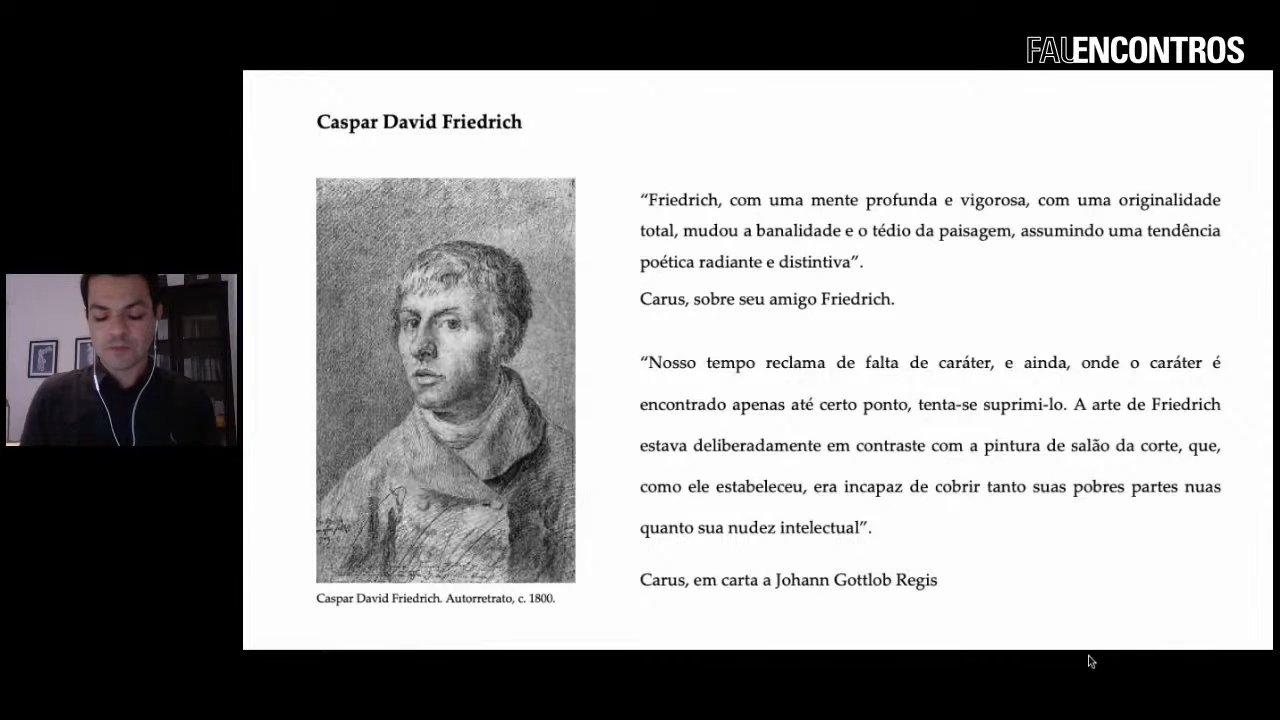 FALENCONTROS
Caspar David Friedrich
“Friedrich, com uma mente profunda e vigorosa, com uma originalidade
total, mudou a banalidade e o tédio da paisagem, assumindo uma tendência
poética radiante e distintiva”.
Carus, sobre seu amigo Friedrich.
“Nosso tempo reclama de falta de caráter, e ainda, onde o caráter é
encontrado apenas até certo ponto, tenta-se suprimi-lo. A arte de Friedrich
estava deliberadamente em contraste com a pintura de salão da corte, que,
como ele estabeleceu, era incapaz de cobrir tanto suas pobres partes nuas
quanto sua nudez intelectual”.
Carus, em carta a Johann Gottlob Regis
Caspar David Friedrich. Autorretrato, c. 1800.